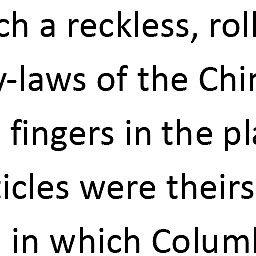 ch a reckless, roll
y-laws of the Chin
fingers in the pla
ticles were theirs
in which Columb